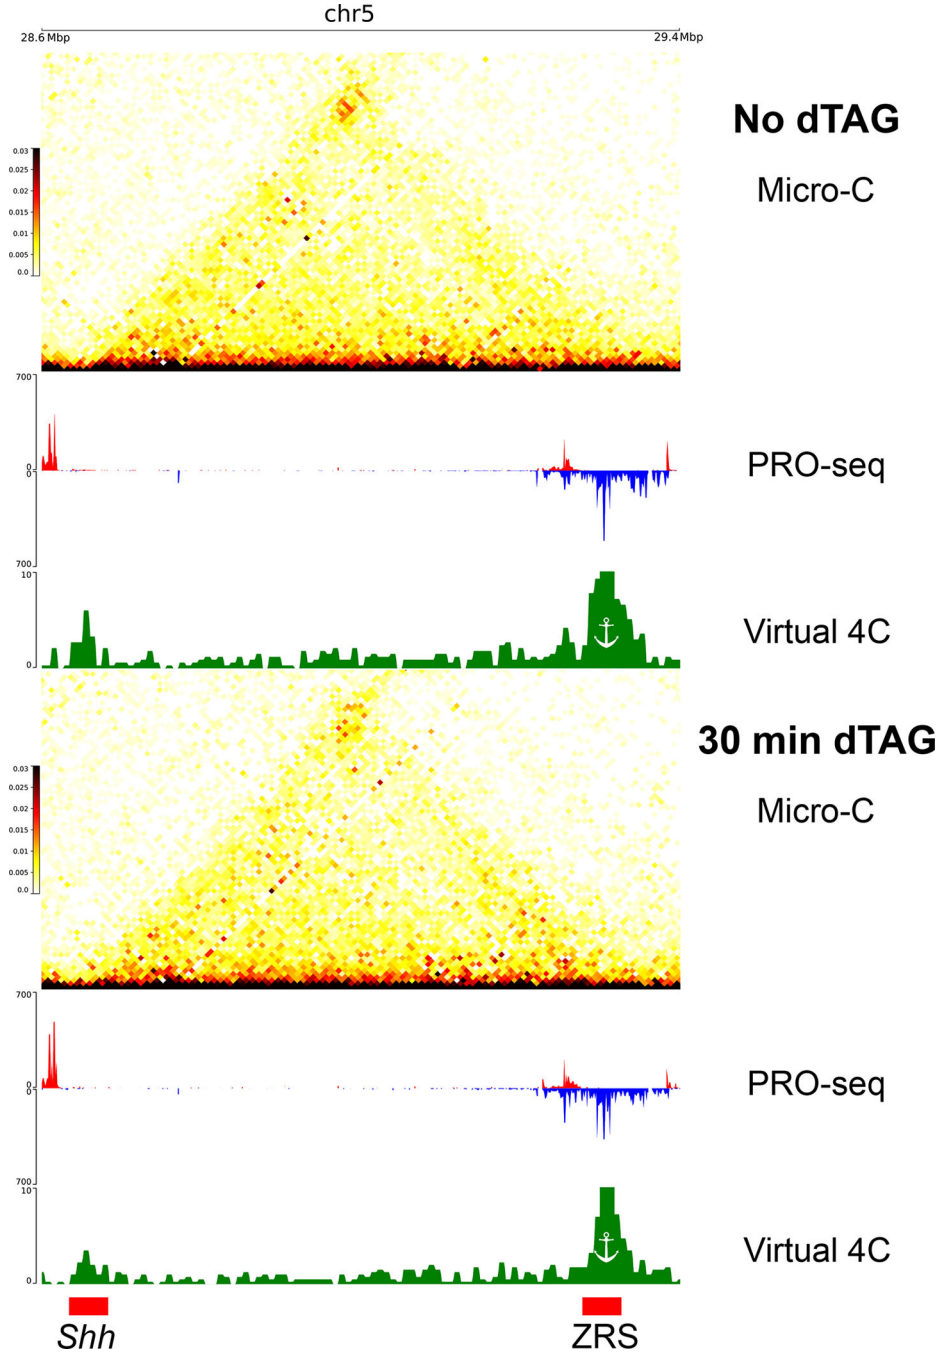 chr5
28.6 Mbp 29.4 Mbp
No dTAG
Micro-C
0.03
0.025
0.02
0.015
0.01
0.005
0.0
700
0
0
700
PRO-seq
10
0
Virtual 4C
30 min dTAG
Micro-C
0.03
0.025
0.02
0.015
0.01
0.005
0.0
700
0
0
700
PRO-seq
10
0
Virtual 4C
Shh ZRS